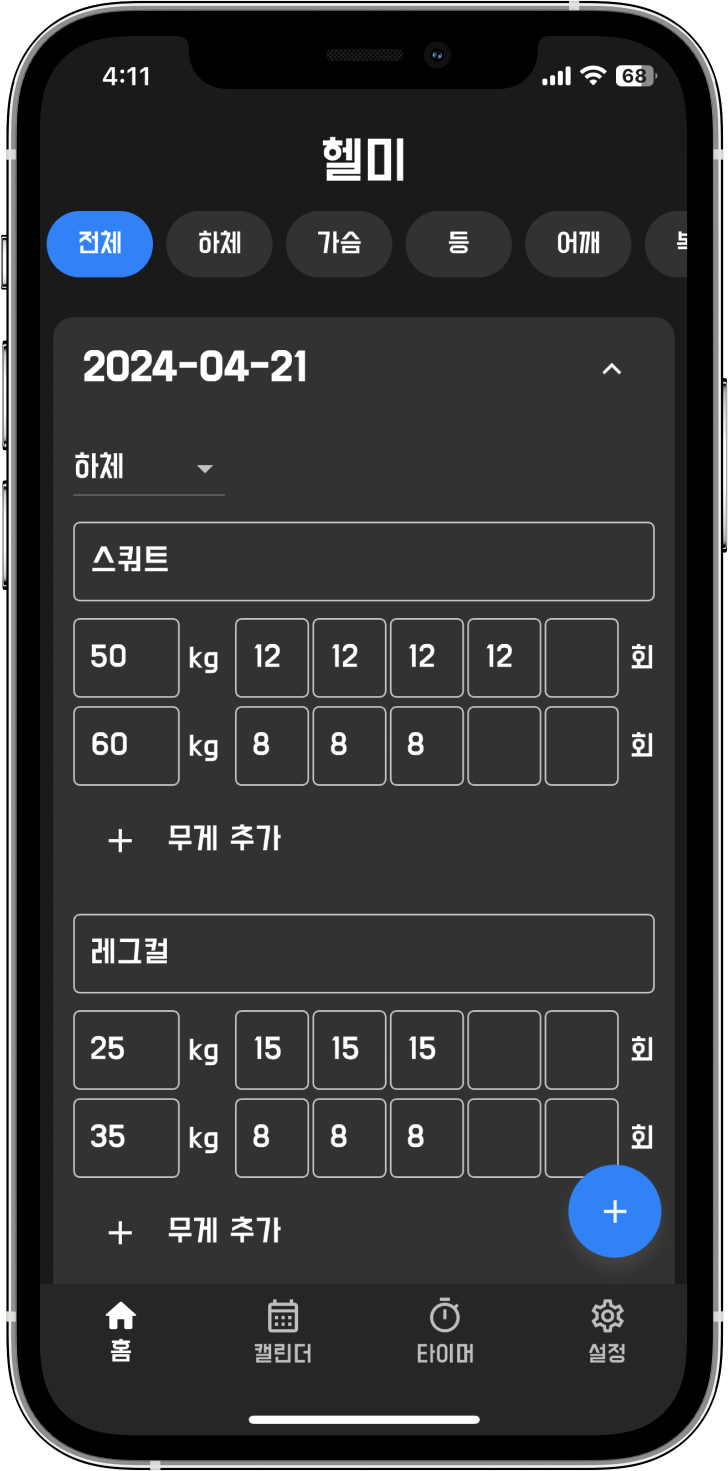 4:11 68
헬미
전체 하체 가슴 등 어깨
2024-04-21
하체
스쿼트
50 kg 12 12 12 12 회
60 kg 8 8 8 회
+ 무게 추가
레그컬
25 kg 15 15 15 회
35 kg 8 8 8 회
+ 무게 추가
홈 캘린더 타이머 설정